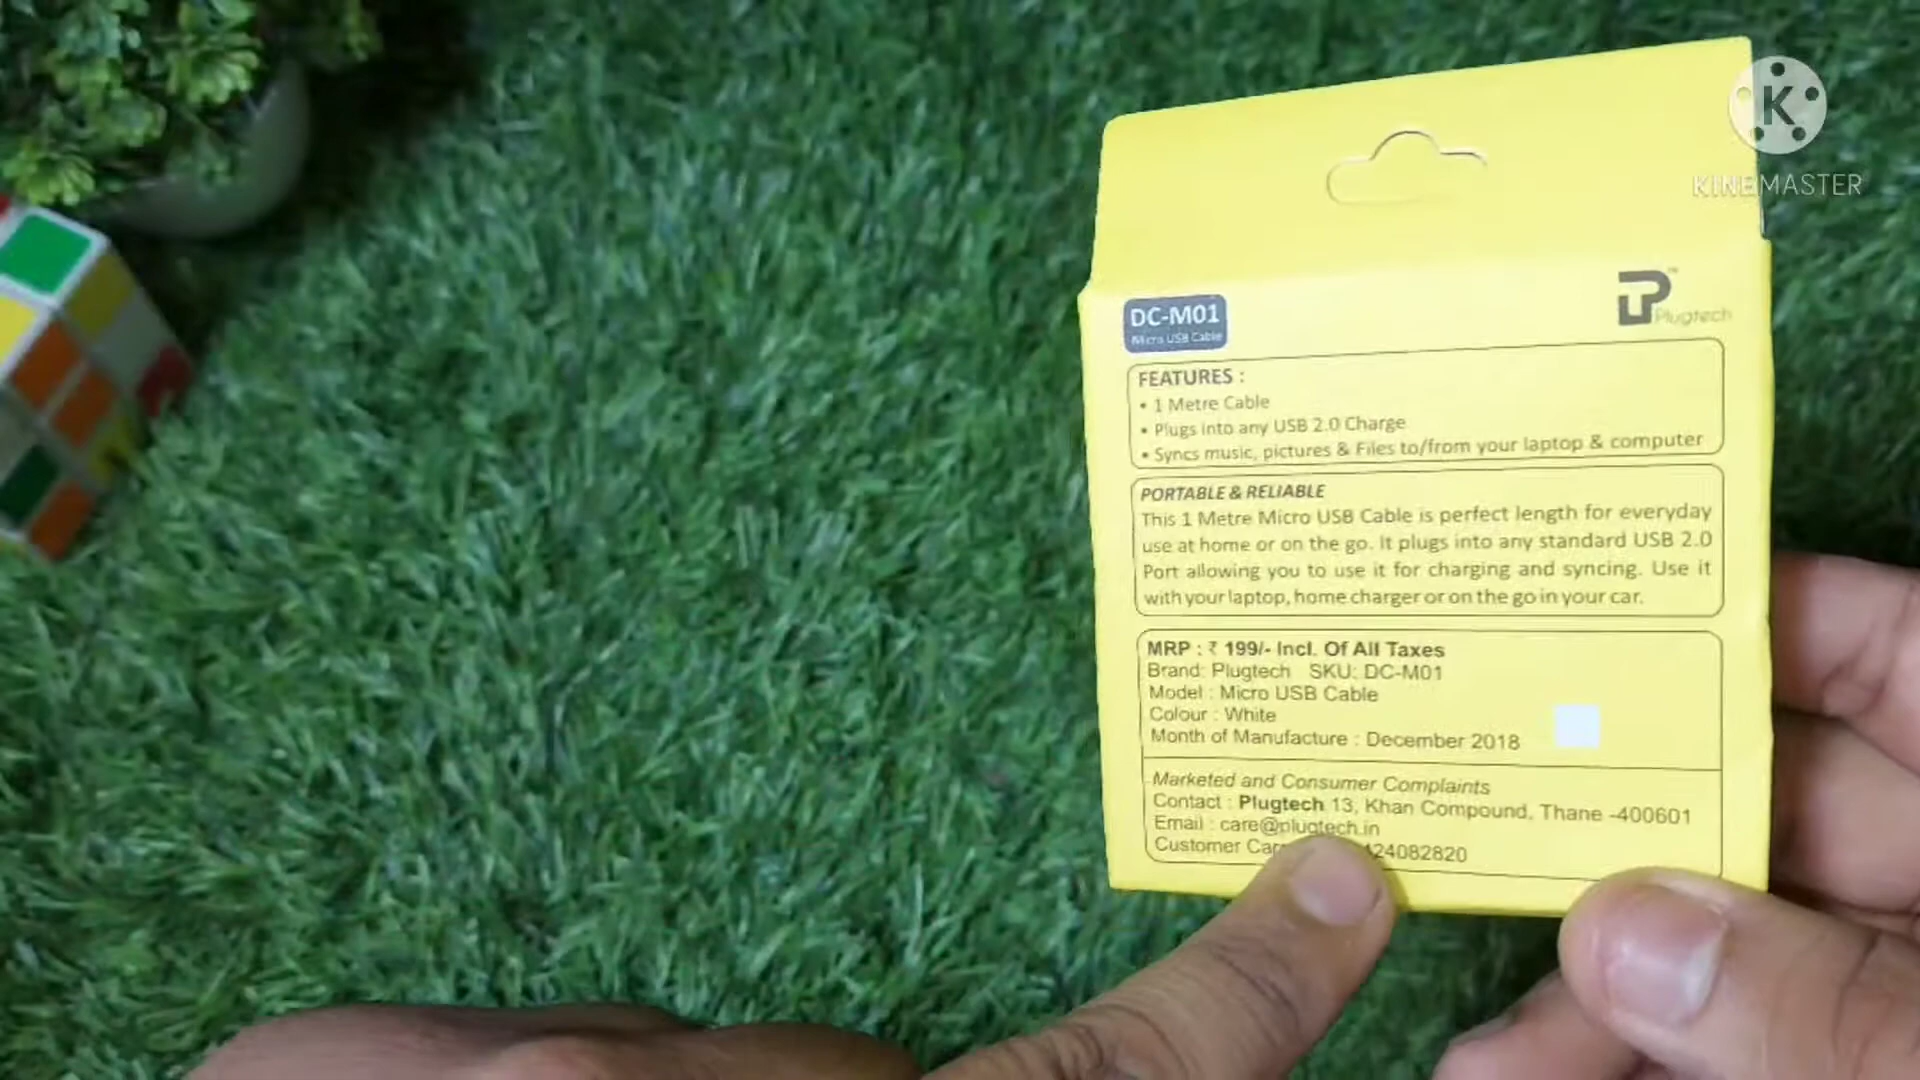 K
KINEMASTER
Plugtech
DC-M01
Micro USB Cable
FEATURES :
• 1 Metre Cable
• Plugs into any USB 2.0 Charge
• Syncs music, pictures & Files to/from your laptop & computer
PORTABLE & RELIABLE
This 1 Metre Micro USB Cable is perfect length for everyday
use at home or on the go. It plugs into any standard USB 2.0
Port allowing you to use it for charging and syncing. Use it
with your laptop, home charger or on the go in your car.
MRP : ₹ 199/- Incl. Of All Taxes
Brand: Plugtech SKU: DC-M01
Model : Micro USB Cable
Colour : White
Month of Manufacture : December 2018
Marketed and Consumer Complaints
Contact : Plugtech 13, Khan Compound, Thane -400601
Email : care@plugtech.in
Customer 24082820